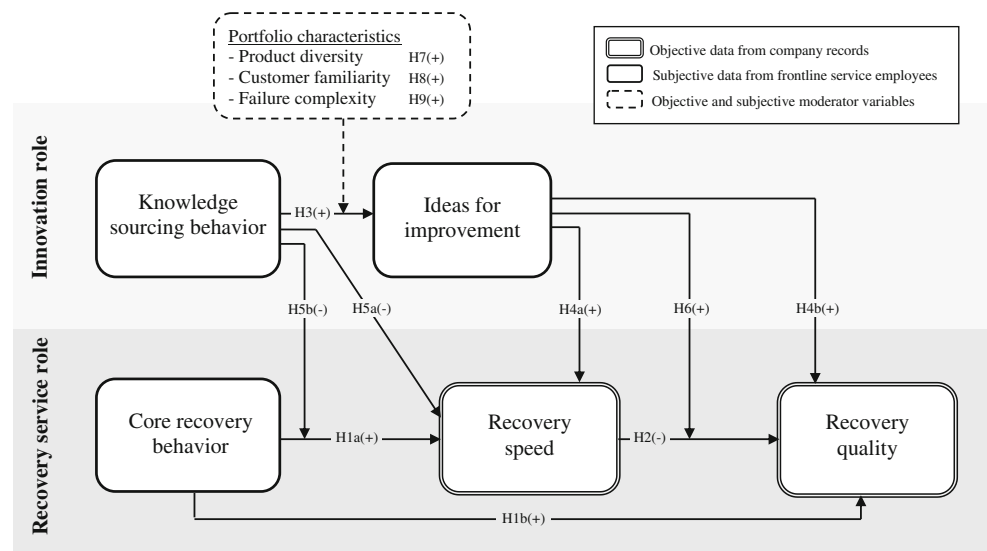 Portfolio characteristics
- Product diversity H7(+)
- Customer familiarity H8(+)
- Failure complexity H9(+)
Objective data from company records
Subjective data from frontline service employees
Objective and subjective moderator variables
Innovation role
Knowledge
sourcing behavior
H3(+)
Ideas for
improvement
H5b(-)
H5a(-)
H4a(+)
H6(+)
H4b(+)
Recovery service role
Core recovery
behavior
H1a(+)
Recovery
speed
H2(-)
Recovery
quality
H1b(+)